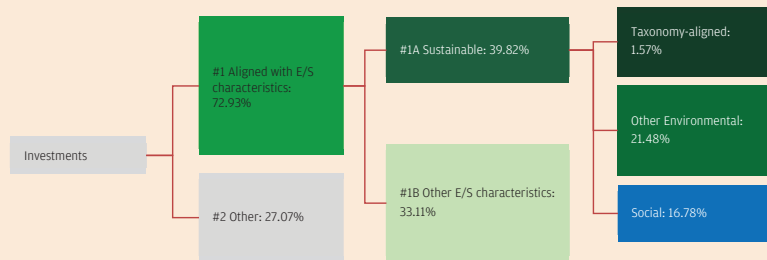 Investments
#1 Aligned with E/S
characteristics:
72.93%
#2 Other: 27.07%
#1A Sustainable: 39.82%
#1B Other E/S characteristics:
33.11%
Taxonomy-aligned:
1.57%
Other Environmental:
21.48%
Social: 16.78%